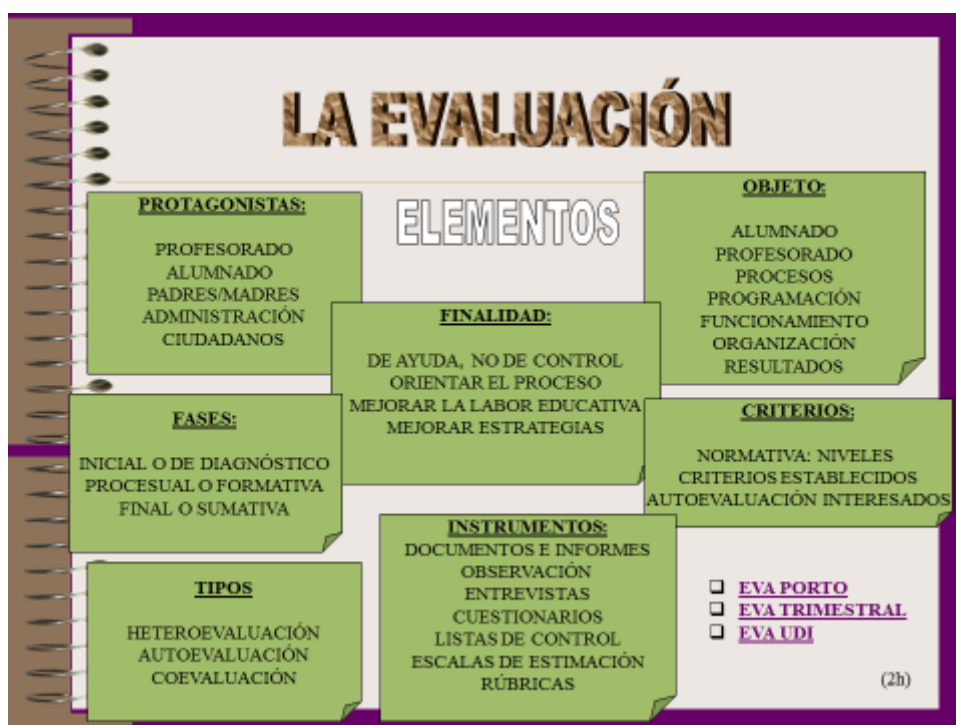 LA EVALUACIÓN
ELEMENTOS
PROTAGONISTAS:
PROFESORADO
ALUMNADO
PADRES/MADRES
ADMINISTRACIÓN
CIUDADANOS
OBJETO:
ALUMNADO
PROFESORADO
PROCESOS
PROGRAMACIÓN
FUNCIONAMIENTO
ORGANIZACIÓN
RESULTADOS
FINALIDAD:
DE AYUDA, NO DE CONTROL
ORIENTAR EL PROCESO
MEJORAR LA LABOR EDUCATIVA
MEJORAR ESTRATEGIAS
FASES:
INICIAL O DE DIAGNÓSTICO
PROCESUAL O FORMATIVA
FINAL O SUMATIVA
CRITERIOS:
NORMATIVA: NIVELES
CRITERIOS ESTABLECIDOS
AUTOEVALUACIÓN INTERESADOS
INSTRUMENTOS:
DOCUMENTOS E INFORMES
OBSERVACIÓN
ENTREVISTAS
CUESTIONARIOS
LISTAS DE CONTROL
ESCALAS DE ESTIMACIÓN
RÚBRICAS
TIPOS
HETEROEVALUACIÓN
AUTOEVALUACIÓN
COEVALUACIÓN
EVA PORTO
EVA TRIMESTRAL
EVA UDI
(2h)